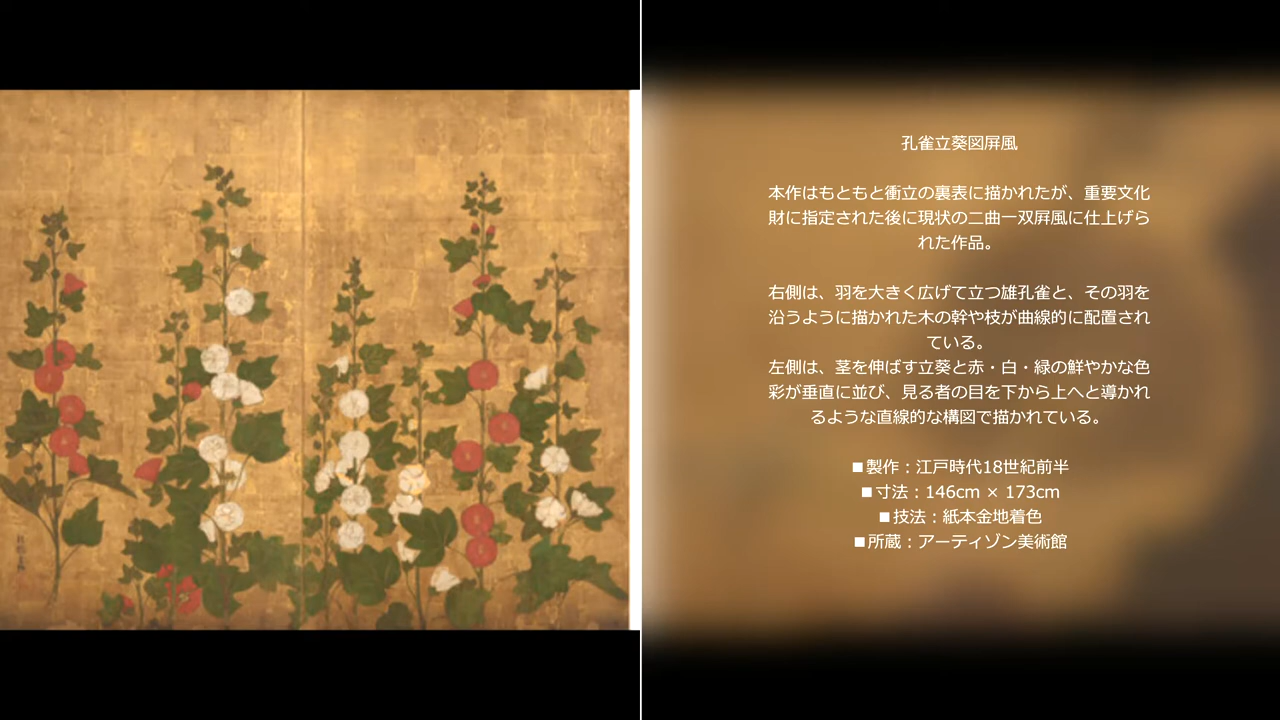 孔雀立葵図屏風
本作はもともと衝立の裏表に描かれたが、重要文化
財に指定された後に現状の二曲一双屏風に仕上げら
れた作品。
右側は、羽を大きく広げて立つ雄孔雀と、その羽を
沿うように描かれた木の幹や枝が曲線的に配置され
ている。
左側は、茎を伸ばす立葵と赤・白・緑の鮮やかな色
彩が垂直に並び、見る者の目を下から上へと導かれ
るような直線的な構図で描かれている。
■製作：江戸時代18世紀前半
■寸法：146cm × 173cm
■技法：紙本金地着色
■所蔵：アーティゾン美術館